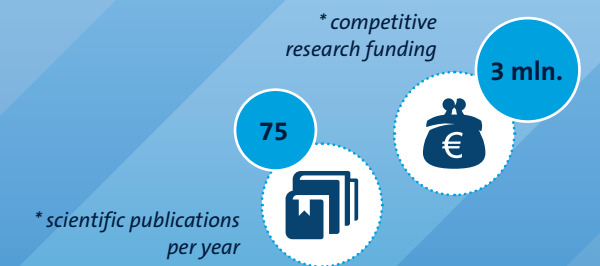 * competitive
research funding
3 mln.
€
75
* scientific publications
per year